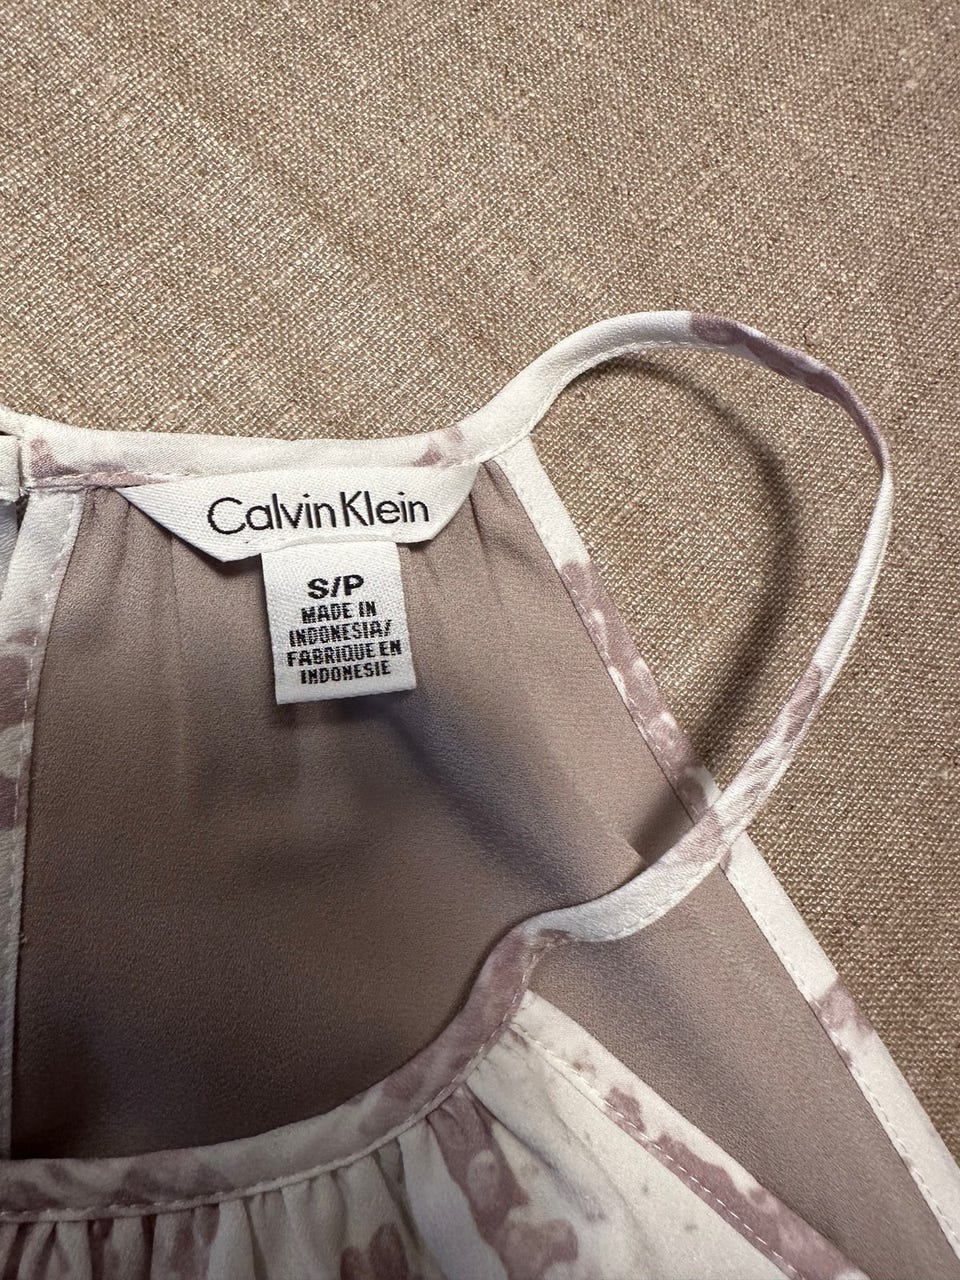 Calvin Klein
S/P
MADE IN
INDONESIA/
FABRIQUE EN
INDONESIE